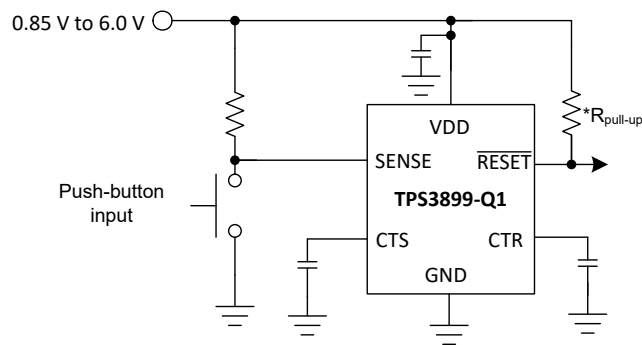 0.85 V to 6.0 V
VDD
*Rpull-up
SENSE
RESET
Push-button
input
TPS3899-Q1
CTS
CTR
GND